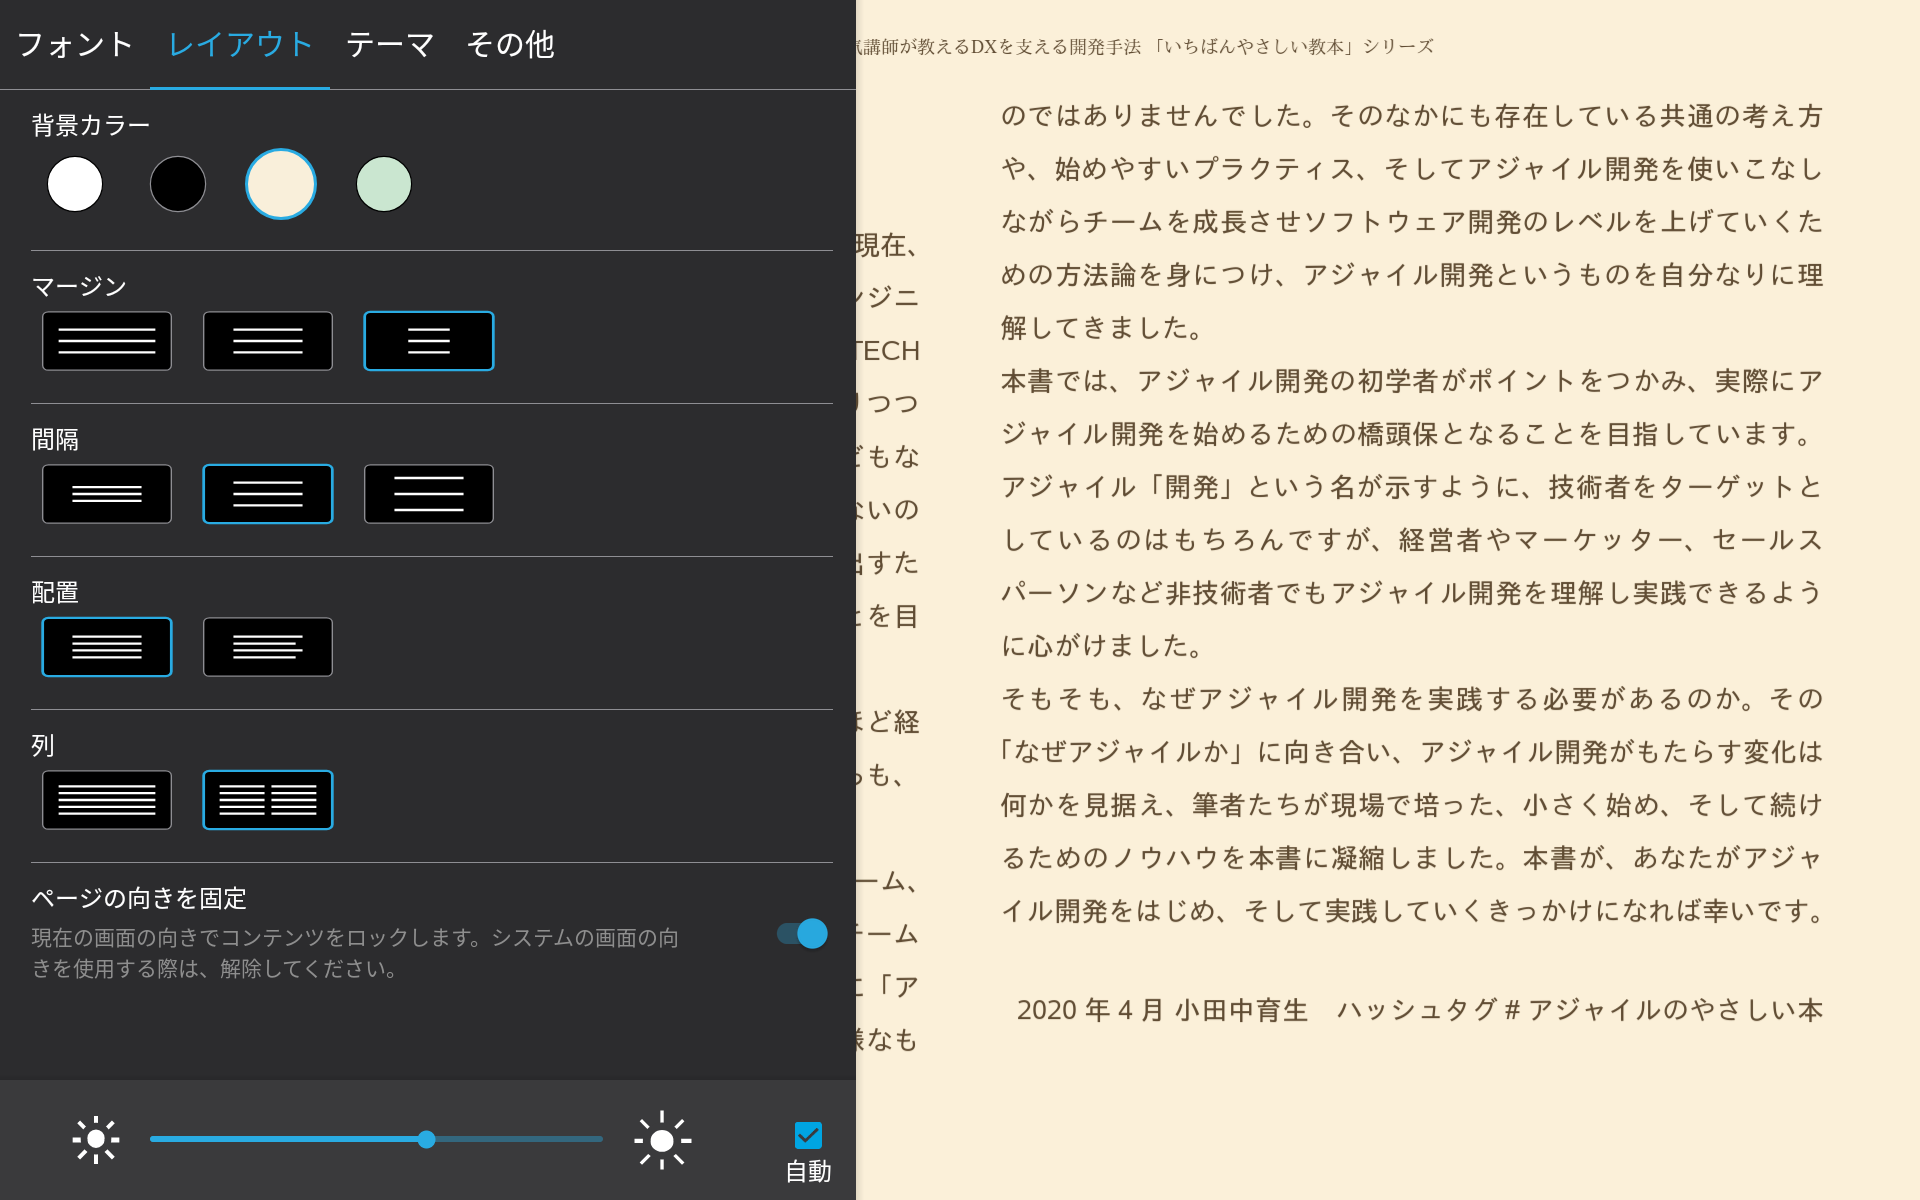 フォント レイアウト テーマ その他
背景カラー
マージン
間隔
配置
列
ページの向きを固定
現在の画面の向きでコンテンツをロックします。システムの画面の向
きを使用する際は、解除してください。
自動
講師が教えるDXを支える開発手法 「いちばんやさしい教本」シリーズ
現在、
ジニ
TECH
つつ
どもな
ないの
出すた
とを目
ほど経
らも、
ーム、
チーム
に「ア
様なも
のではありませんでした。そのなかにも存在している共通の考え方
や、始めやすいプラクティス、そしてアジャイル開発を使いこなし
ながらチームを成長させソフトウェア開発のレベルを上げていくた
めの方法論を身につけ、アジャイル開発というものを自分なりに理
解してきました。
本書では、アジャイル開発の初学者がポイントをつかみ、実際にア
ジャイル開発を始めるための橋頭保となることを目指しています。
アジャイル「開発」という名が示すように、技術者をターゲットと
しているのはもちろんですが、経営者やマーケッター、セールス
パーソンなど非技術者でもアジャイル開発を理解し実践できるよう
に心がけました。
そもそも、なぜアジャイル開発を実践する必要があるのか。その
「なぜアジャイルか」に向き合い、アジャイル開発がもたらす変化は
何かを見据え、筆者たちが現場で培った、小さく始め、そして続け
るためのノウハウを本書に凝縮しました。本書が、あなたがアジャ
イル開発をはじめ、そして実践していくきっかけになれば幸いです。
2020 年 4 月 小田中育生　ハッシュタグ # アジャイルのやさしい本